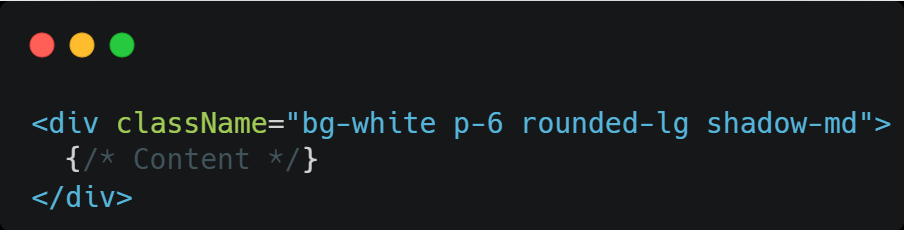 <div className="bg-white p-6 rounded-lg shadow-md">
  {/* Content */}
</div>